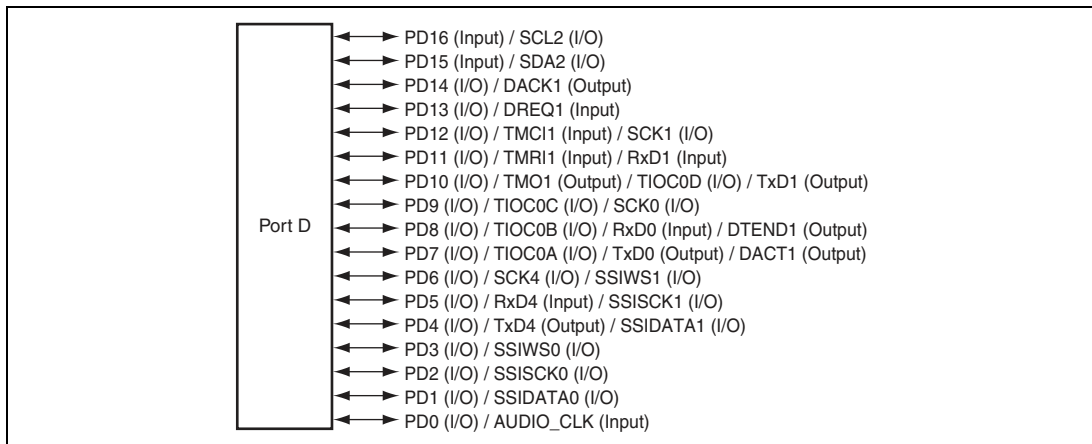 Port D
PD16 (Input) / SCL2 (I/O)
PD15 (Input) / SDA2 (I/O)
PD14 (I/O) / DACK1 (Output)
PD13 (I/O) / DREQ1 (Input)
PD12 (I/O) / TMCI1 (Input) / SCK1 (I/O)
PD11 (I/O) / TMRI1 (Input) / RxD1 (Input)
PD10 (I/O) / TMO1 (Output) / TIOC0D (I/O) / TxD1 (Output)
PD9 (I/O) / TIOC0C (I/O) / SCK0 (I/O)
PD8 (I/O) / TIOC0B (I/O) / RxD0 (Input) / DTEND1 (Output)
PD7 (I/O) / TIOC0A (I/O) / TxD0 (Output) / DACT1 (Output)
PD6 (I/O) / SCK4 (I/O) / SSIWS1 (I/O)
PD5 (I/O) / RxD4 (Input) / SSISCK1 (I/O)
PD4 (I/O) / TxD4 (Output) / SSIDATA1 (I/O)
PD3 (I/O) / SSIWS0 (I/O)
PD2 (I/O) / SSISCK0 (I/O)
PD1 (I/O) / SSIDATA0 (I/O)
PD0 (I/O) / AUDIO_CLK (Input)